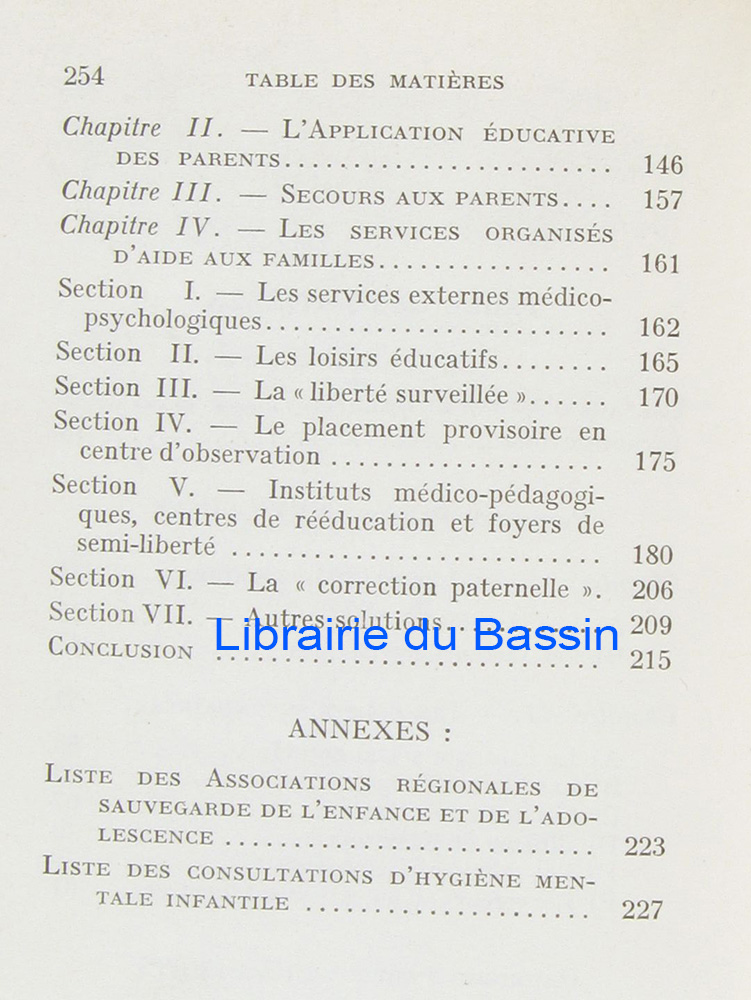 254 TABLE DES MATIÈRES
Chapitre II. — L'APPLICATION ÉDUCATIVE
DES PARENTS........................ 146
Chapitre III. — SECOURS AUX PARENTS.... 157
Chapitre IV. — LES SERVICES ORGANISÉS
D'AIDE AUX FAMILLES................. 161
Section I. — Les services externes médico-
psychologiques......................... 162
Section II. — Les loisirs éducatifs........ 165
Section III. — La « liberté surveillée »...... 170
Section IV. — Le placement provisoire en
centre d'observation .................... 175
Section V. — Instituts médico-pédagogi-
ques, centres de rééducation et foyers de
semi-liberté ........................... 180
Section VI. — La « correction paternelle ». 206
Section VII. — Autres solutions............ 209
Librairie du Bassin
CONCLUSION ............................ 215
ANNEXES :
LISTE DES ASSOCIATIONS RÉGIONALES DE
SAUVEGARDE DE L'ENFANCE ET DE L'ADO-
LESCENCE ........................... 223
LISTE DES CONSULTATIONS D'HYGIÈNE MEN-
TALE INFANTILE ..................... 227